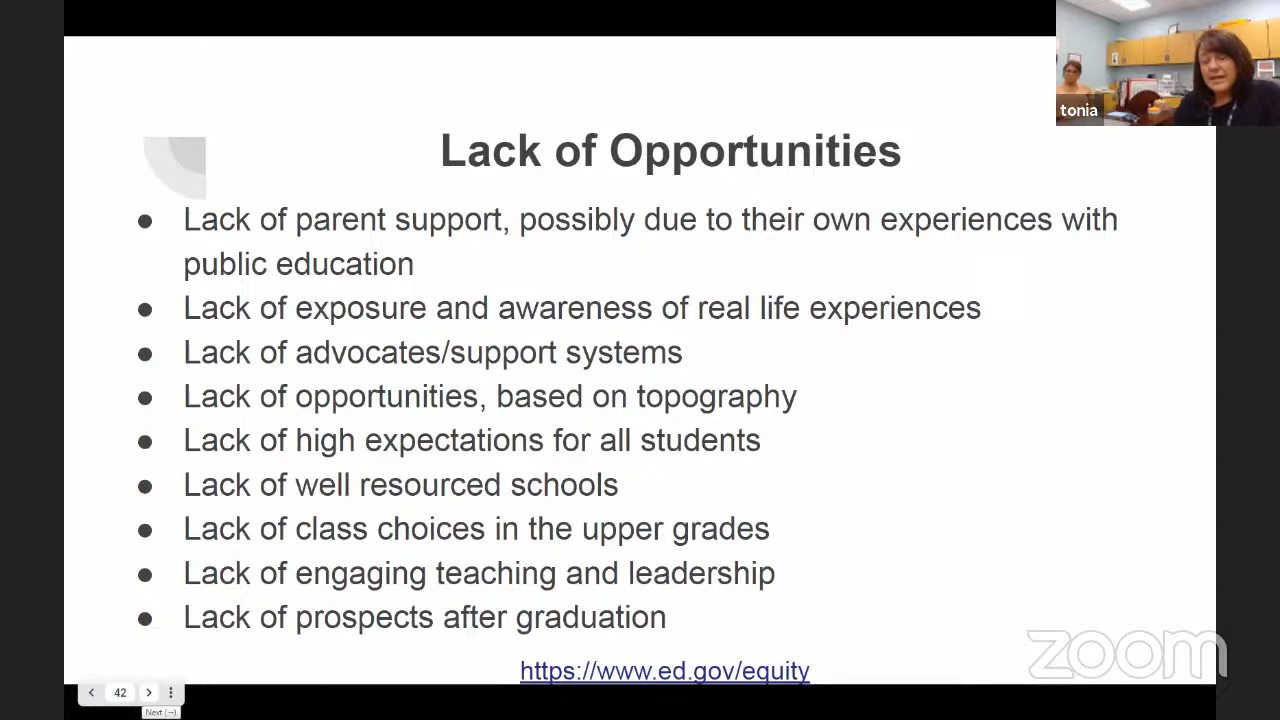 tonia
Lack of Opportunities
● Lack of parent support, possibly due to their own experiences with
public education
● Lack of exposure and awareness of real life experiences
● Lack of advocates/support systems
● Lack of opportunities, based on topography
● Lack of high expectations for all students
● Lack of well resourced schools
● Lack of class choices in the upper grades
● Lack of engaging teaching and leadership
● Lack of prospects after graduation
https://www.ed.gov/equity
zoom
42
Next (→)